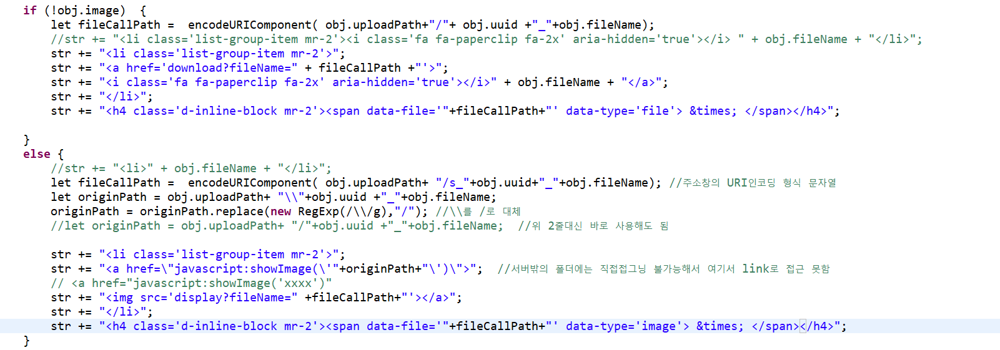 if (!obj.image)  {
    let fileCallPath =  encodeURIComponent( obj.uploadPath+"/"+ obj.uuid +"_"+obj.fileName);
    //str += "<li class='list-group-item mr-2'><i class='fa fa-paperclip fa-2x' aria-hidden='true'></i> " + obj.fileName + "</li>";
    str += "<li class='list-group-item mr-2'>";
    str += "<a href='download?fileName=" + fileCallPath +"'>";
    str += "<i class='fa fa-paperclip fa-2x' aria-hidden='true'></i>" + obj.fileName + "</a>";
    str += "</li>";
    str += "<h4 class='d-inline-block mr-2'><span data-file='"+fileCallPath+"' data-type='file'> &times; </span></h4>";
}
else {
    //str += "<li>" + obj.fileName + "</li>";
    let fileCallPath =  encodeURIComponent( obj.uploadPath+ "/s_"+obj.uuid+"_"+obj.fileName); //주소창의 URI인코딩 형식 문자열
    let originPath = obj.uploadPath+ "\\"+obj.uuid +"_"+obj.fileName;
    originPath = originPath.replace(new RegExp(/\\/g),"/"); //\\를 /로 대체
    //let originPath = obj.uploadPath+ "/"+obj.uuid +"_"+obj.fileName;  //위 2줄대신 바로 사용해도 됨
    str += "<li class='list-group-item mr-2'>";
    str += "<a href=\"javascript:showImage(\'"+originPath+"\')\">";  //서버밖의 폴더에는 직접접그닝 불가능해서 여기서 link로 접근 못함
    // <a href="javascript:showImage('xxxx')"
    str += "<img src='display?fileName=" +fileCallPath+"'></a>";
    str += "</li>";
    str += "<h4 class='d-inline-block mr-2'><span data-file='"+fileCallPath+"' data-type='image'> &times; </span></h4>";
}